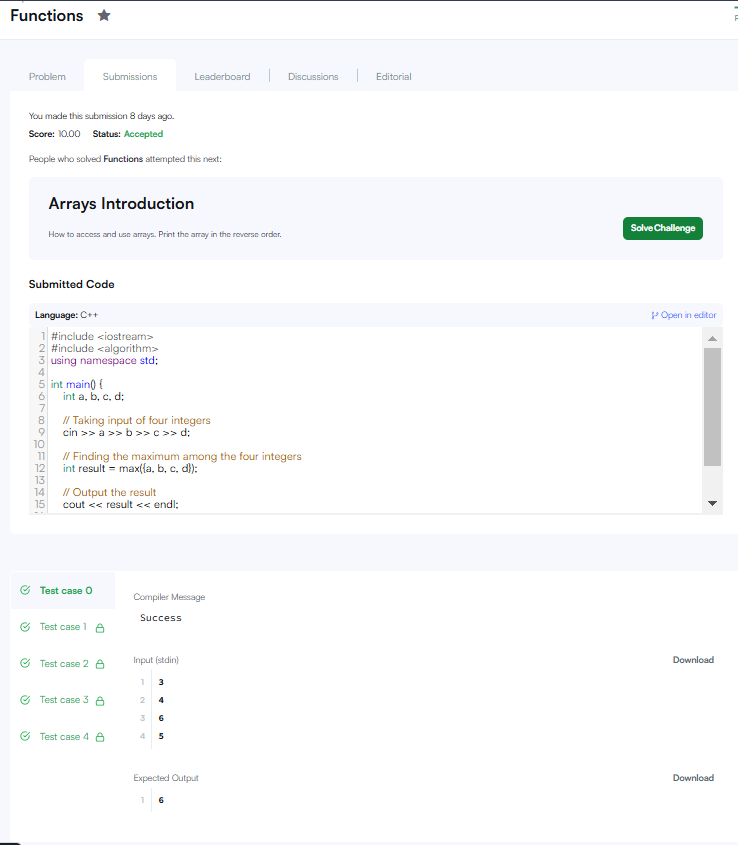 Functions ★
Problem Submissions Leaderboard Discussions Editorial
You made this submission 8 days ago.
Score: 10.00 Status: Accepted
People who solved Functions attempted this next:
Arrays Introduction
How to access and use arrays. Print the array in the reverse order.
Solve Challenge
Submitted Code
Language: C++ Open in editor
1 #include <iostream>
2 #include <algorithm>
3 using namespace std;
4
5 int main() {
6 int a, b, c, d;
7
8 // Taking input of four integers
9 cin >> a >> b >> c >> d;
10
11 // Finding the maximum among the four integers
12 int result = max({a, b, c, d});
13
14 // Output the result
15 cout << result << endl;
Test case 0
Test case 1
Test case 2
Test case 3
Test case 4
Compiler Message
Success
Input (stdin) Download
1 3
2 4
3 6
4 5
Expected Output Download
1 6